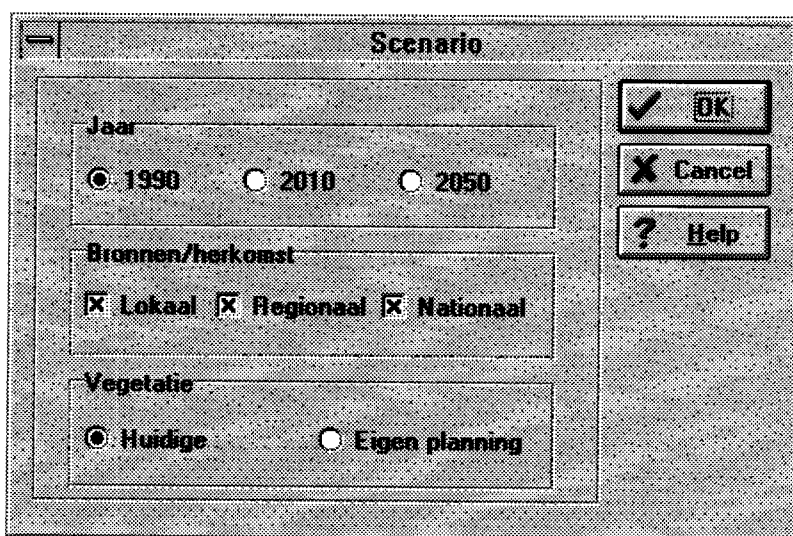 Scenario
Jaar
1990 2010 2050
Bronnen/herkomst
Lokaal Regionaal Nationaal
Vegetatie
Huidige Eigen planning
OK
Cancel
Help